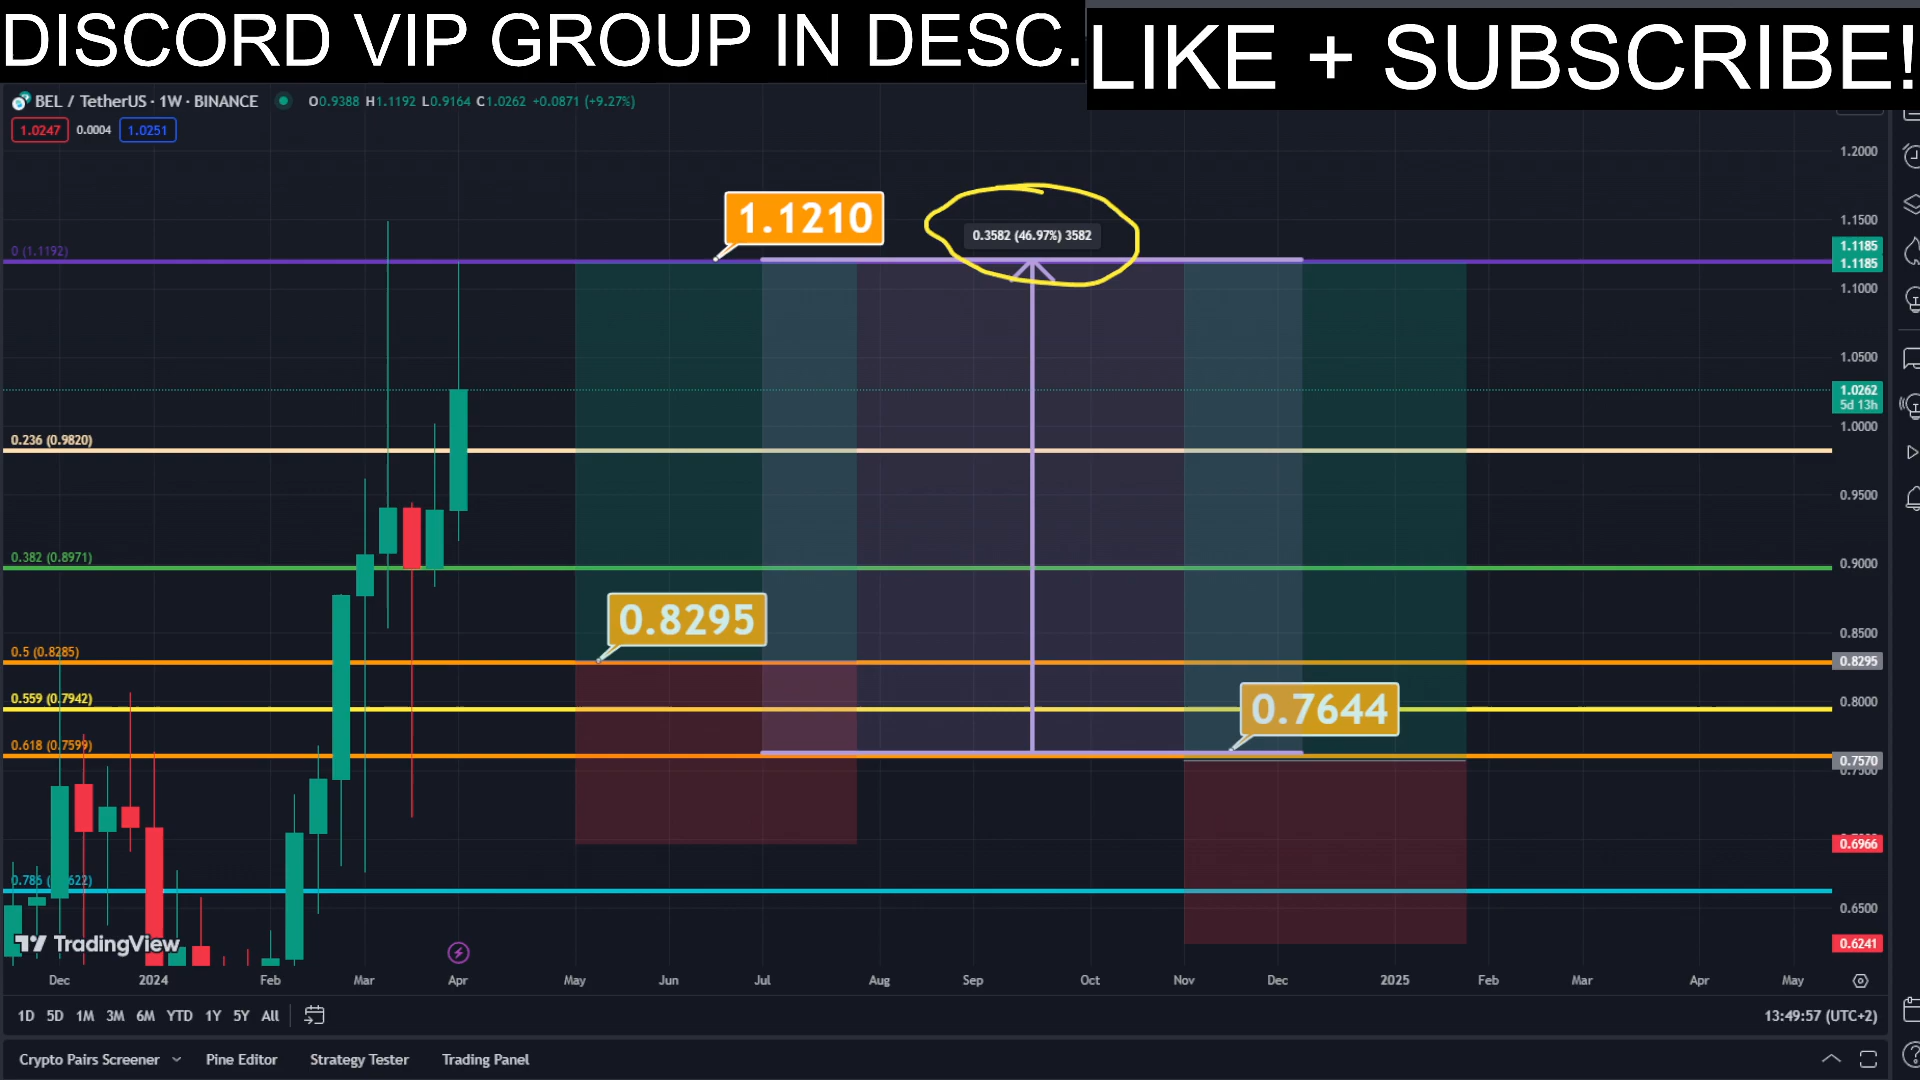 DISCORD VIP GROUP IN DESC.
LIKE + SUBSCRIBE!
BEL / TetherUS · 1W · BINANCE O0.9388 H1.1192 L0.9164 C1.0262 +0.0871 (+9.27%)
1.0247 0.0004 1.0251
1.2000
1.1210
1.1500
0.3582 (46.97%) 3582
1.1185
0 (1.1192)
1.1185
1.1000
1.0500
1.0262
5d 13h
1.0000
0.236 (0.9820)
0.9500
0.382 (0.8971)
0.9000
0.8295
0.8500
0.5 (0.8285)
0.8295
0.559 (0.7942)
0.8000
0.7644
0.618 (0.7599)
0.7570
0.6966
0.6500
TradingView
0.6241
Dec 2024 Feb Mar Apr May Jun Jul Aug Sep Oct Nov Dec 2025 Feb Mar Apr May
1D 5D 1M 3M 6M YTD 1Y 5Y All
13:49:57 (UTC+2)
Crypto Pairs Screener Pine Editor Strategy Tester Trading Panel